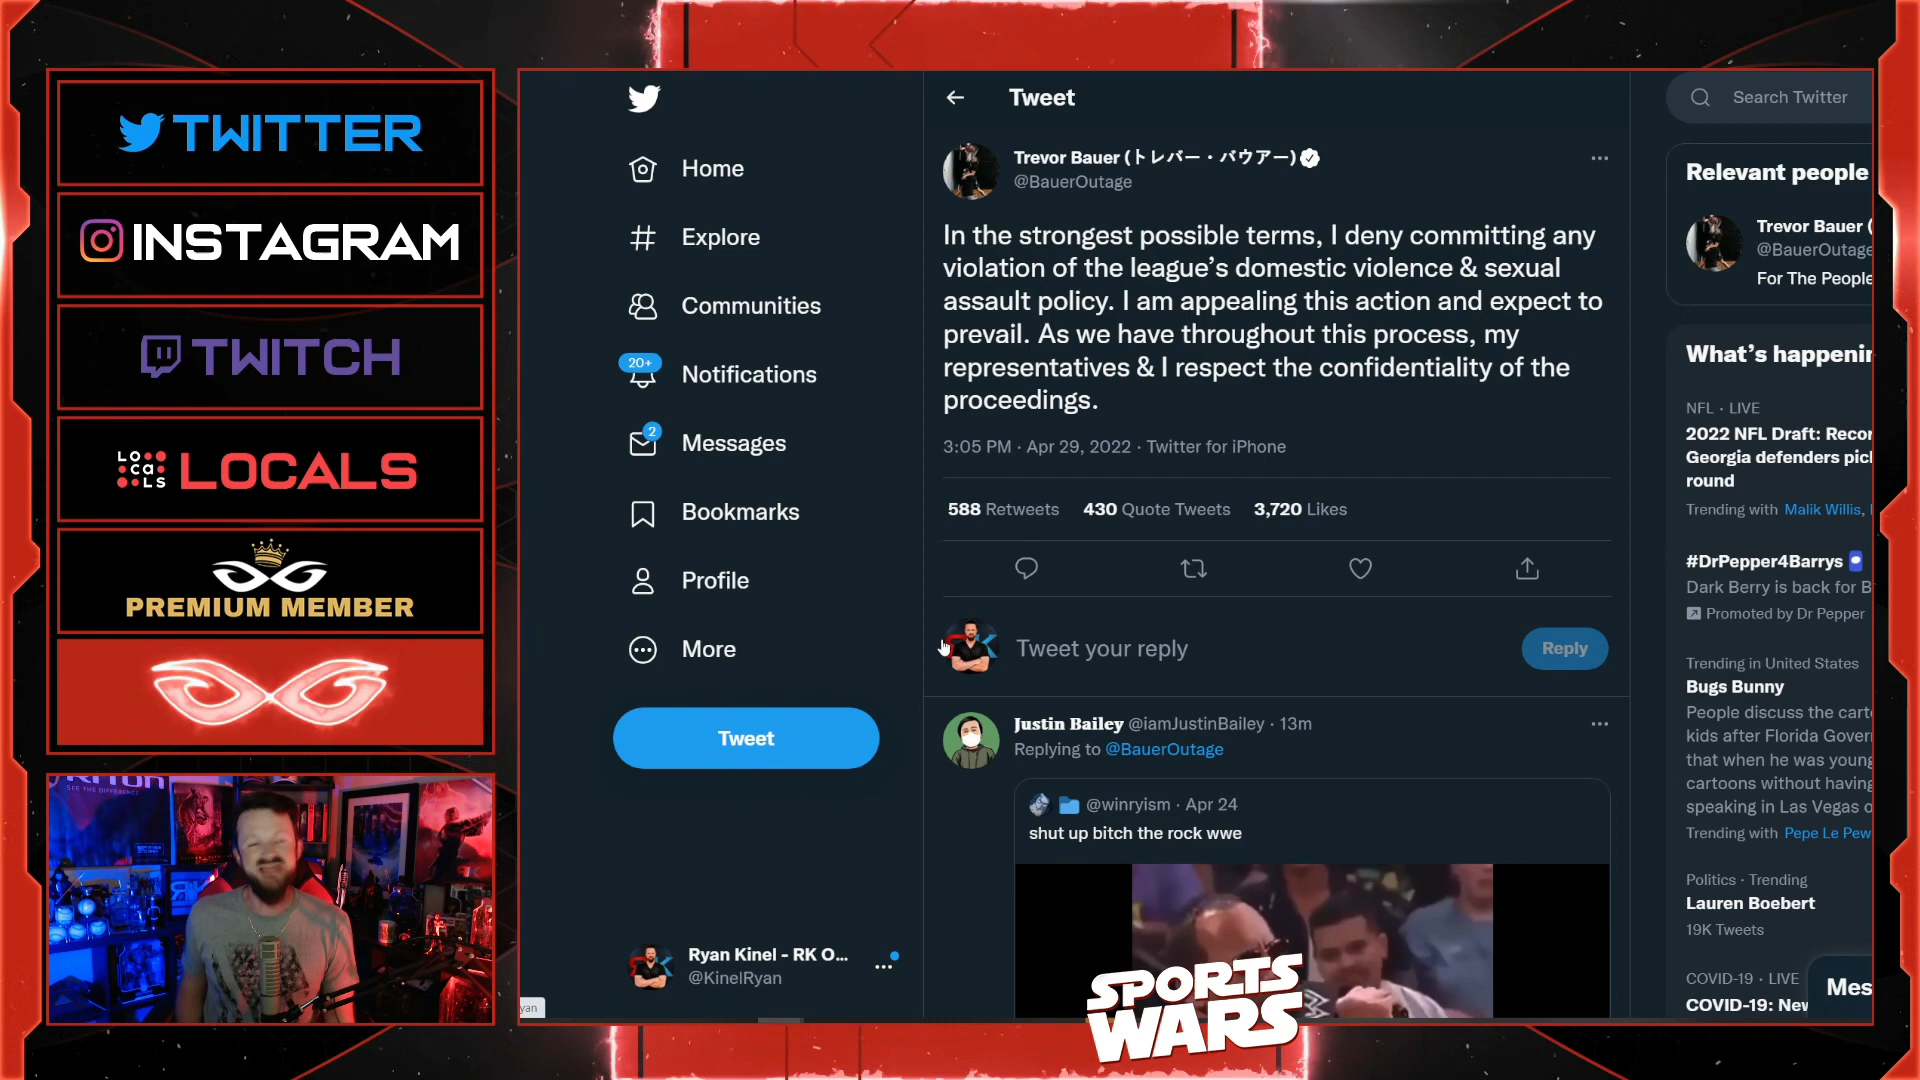 TWITTER
INSTAGRAM
TWITCH
LOCALS
LOCALS
PREMIUM MEMBER
SEE THE DIFFERENCE
Home
Explore
Communities
20+
Notifications
2
Messages
Bookmarks
Profile
More
Tweet
Ryan Kinel - RK O...
@KinelRyan
yan
Tweet
Trevor Bauer (トレバー・バウアー)
@BauerOutage
In the strongest possible terms, I deny committing any
violation of the league’s domestic violence & sexual
assault policy. I am appealing this action and expect to
prevail. As we have throughout this process, my
representatives & I respect the confidentiality of the
proceedings.
3:05 PM · Apr 29, 2022 · Twitter for iPhone
588 Retweets 430 Quote Tweets 3,720 Likes
Tweet your reply
Reply
Justin Bailey @iamJustinBailey · 13m
Replying to @BauerOutage
@winryism · Apr 24
shut up bitch the rock wwe
SPORTS
WARS
Search Twitter
Relevant people
Trevor Bauer (
@BauerOutage
For The People
What’s happenin
NFL · LIVE
2022 NFL Draft: Recor
Georgia defenders pic
round
Trending with Malik Willis,
#DrPepper4Barrys
Dark Berry is back for B
Promoted by Dr Pepper
Trending in United States
Bugs Bunny
People discuss the carto
kids after Florida Gover
that when he was young
cartoons without having
speaking in Las Vegas o
Trending with Pepe Le Pew
Politics · Trending
Lauren Boebert
19K Tweets
COVID-19 · LIVE
COVID-19: New
Mes